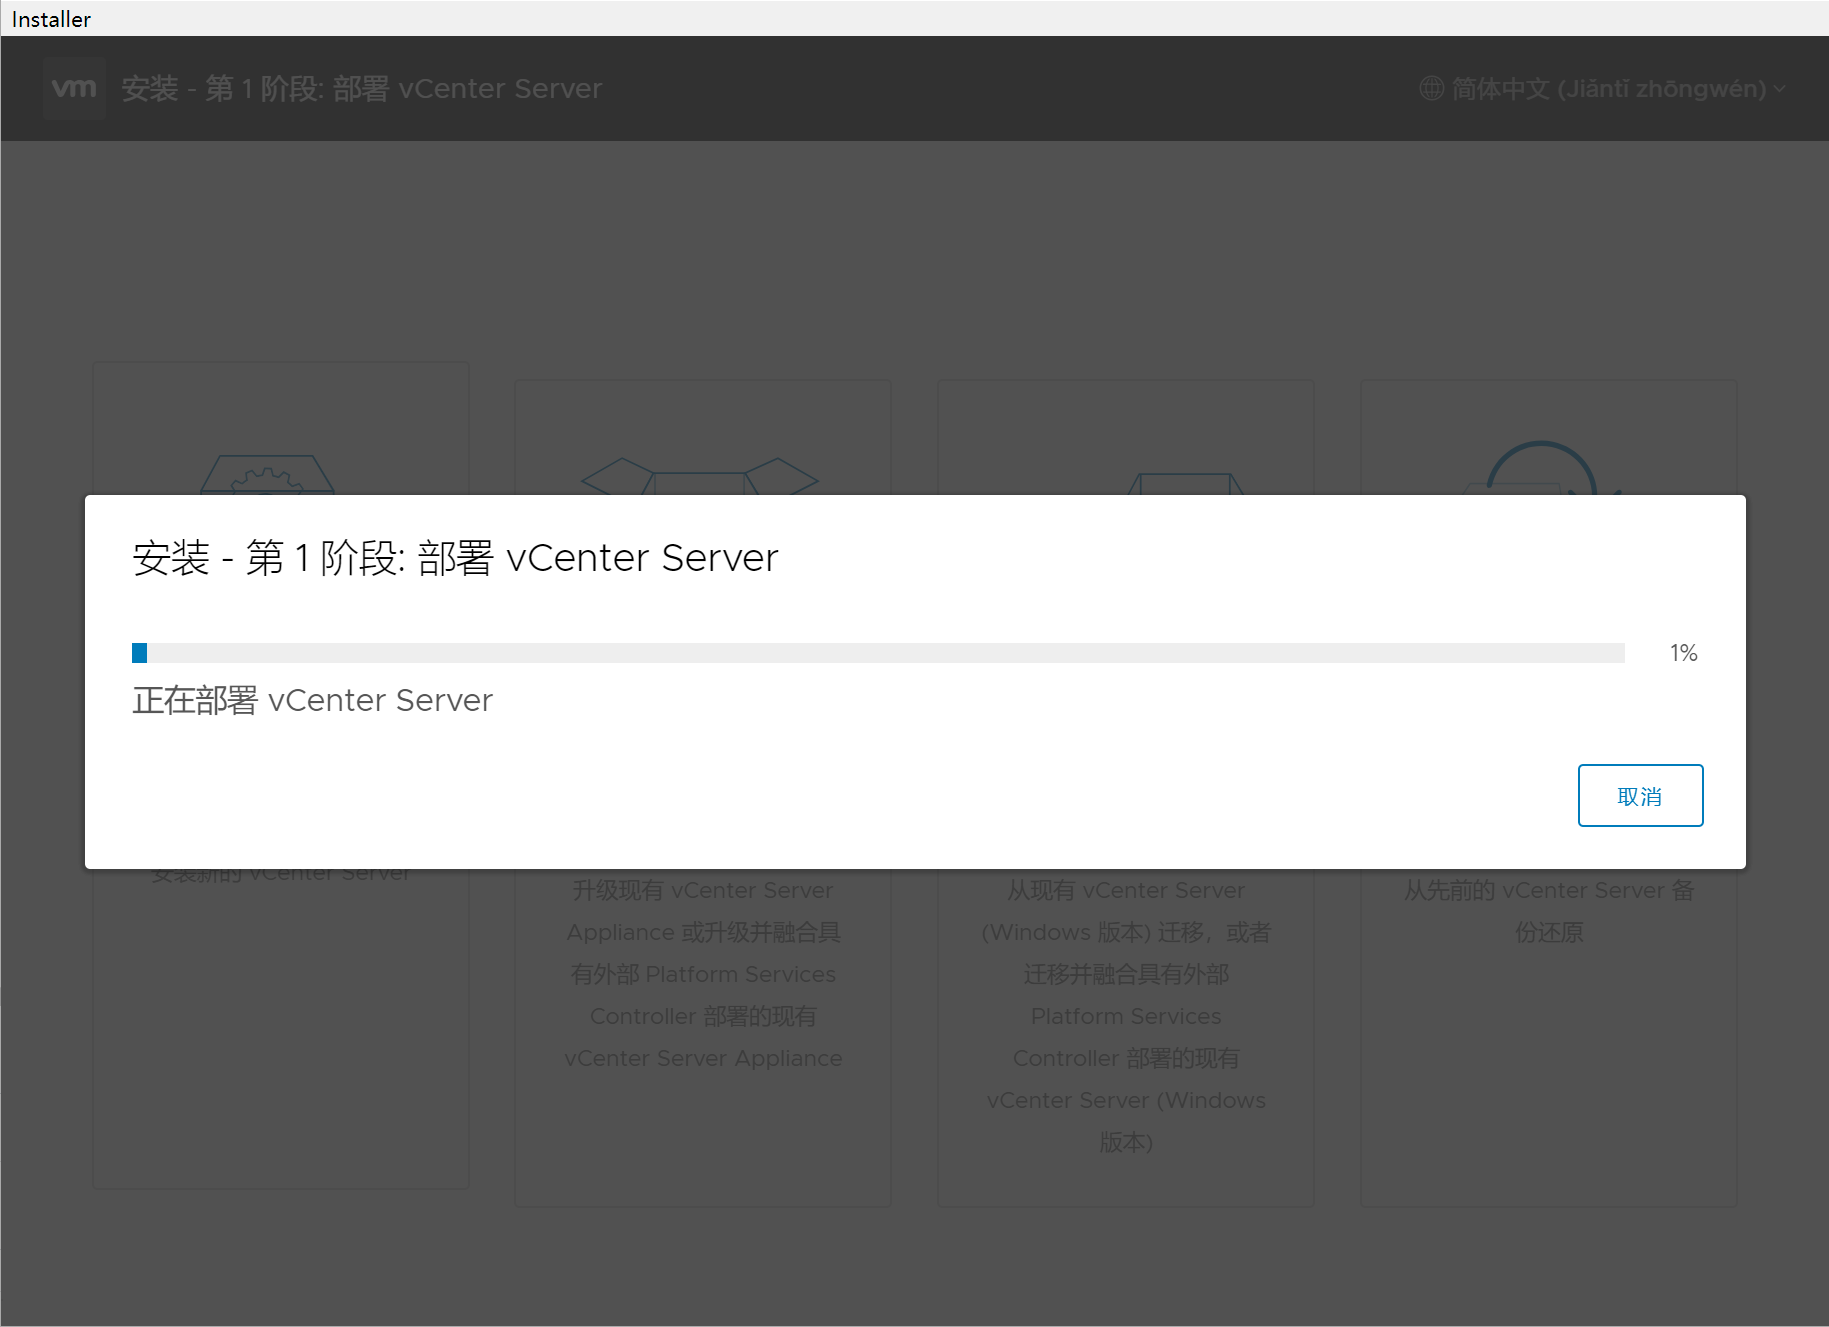 Installer
vm 安装 - 第 1 阶段: 部署 vCenter Server
简体中文 (Jiǎntǐ zhōngwén)
安装 - 第 1 阶段: 部署 vCenter Server
1%
正在部署 vCenter Server
取消
安装新的 vCenter Server
升级现有 vCenter Server
Appliance 或升级并融合具
有外部 Platform Services
Controller 部署的现有
vCenter Server Appliance
从现有 vCenter Server
(Windows 版本) 迁移，或者
迁移并融合具有外部
Platform Services
Controller 部署的现有
vCenter Server (Windows
版本)
从先前的 vCenter Server 备
份还原